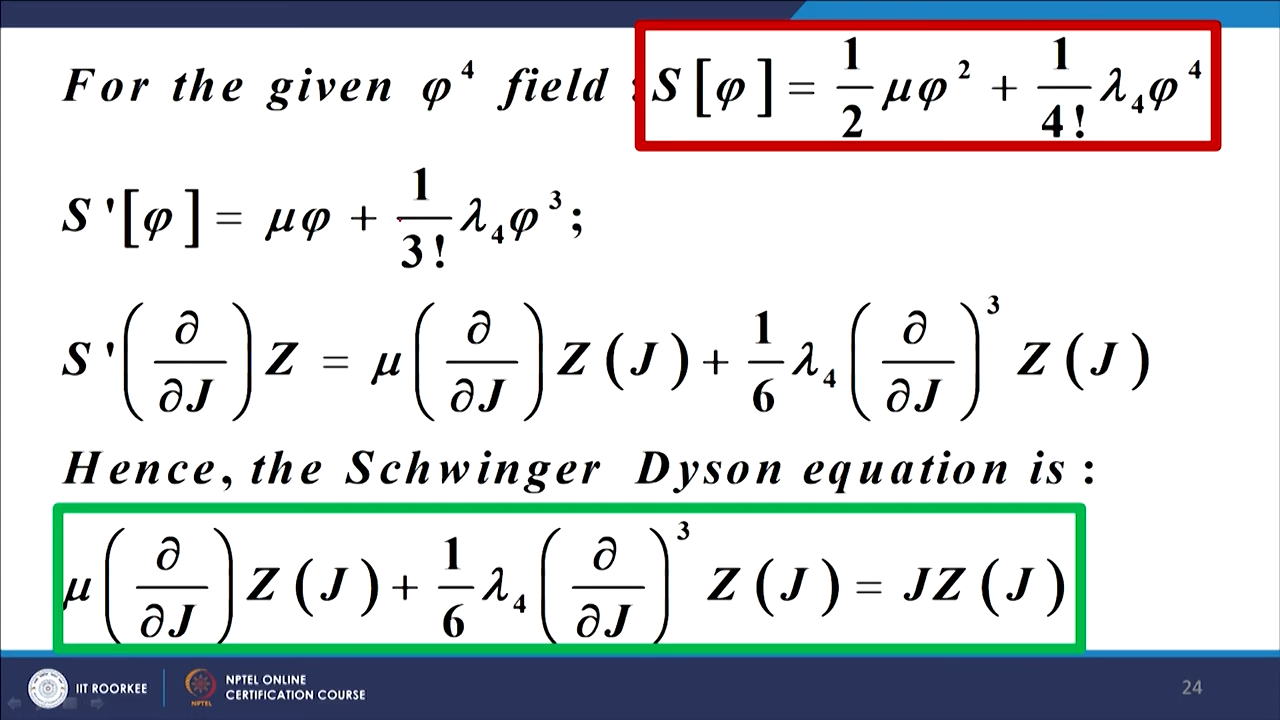 For the given φ⁴ field : S[φ] = 1/2 μφ² + 1/4! λ₄φ⁴
S'[φ] = μφ + 1/3! λ₄φ³;
S'(∂/∂J) Z = μ(∂/∂J) Z(J) + 1/6 λ₄(∂/∂J)³ Z(J)
Hence, the Schwinger Dyson equation is :
μ(∂/∂J) Z(J) + 1/6 λ₄(∂/∂J)³ Z(J) = JZ(J)
IIT ROORKEE
NPTEL
NPTEL ONLINE
CERTIFICATION COURSE
24